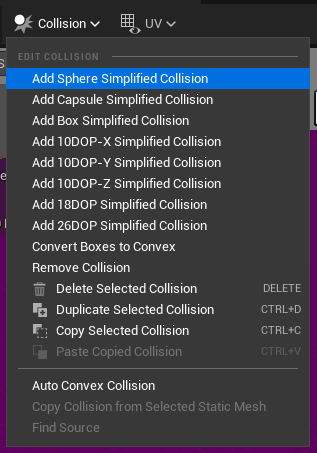 Collision
UV
EDIT COLLISION
Add Sphere Simplified Collision
Add Capsule Simplified Collision
Add Box Simplified Collision
Add 10DOP-X Simplified Collision
Add 10DOP-Y Simplified Collision
Add 10DOP-Z Simplified Collision
Add 18DOP Simplified Collision
Add 26DOP Simplified Collision
Convert Boxes to Convex
Remove Collision
Delete Selected Collision DELETE
Duplicate Selected Collision CTRL+D
Copy Selected Collision CTRL+C
Paste Copied Collision CTRL+V
Auto Convex Collision
Copy Collision from Selected Static Mesh
Find Source